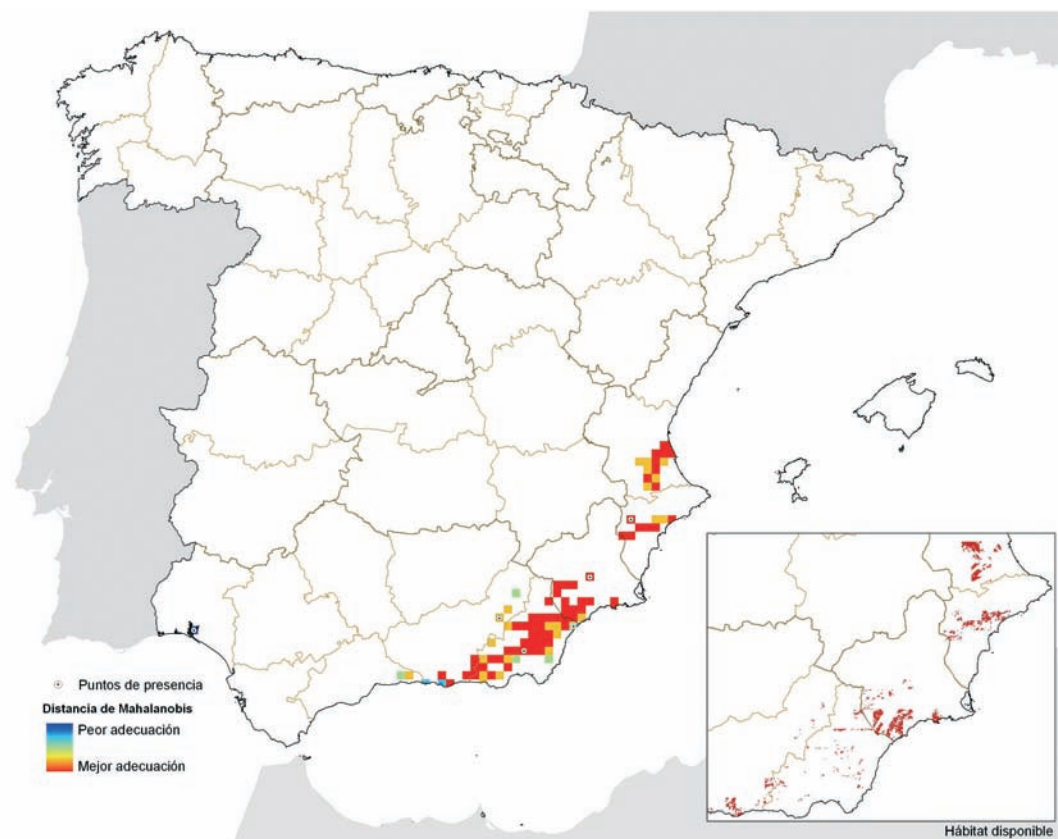 Puntos de presencia
Distancia de Mahalanobis
Peor adecuación
Mejor adecuación
Hábitat disponible